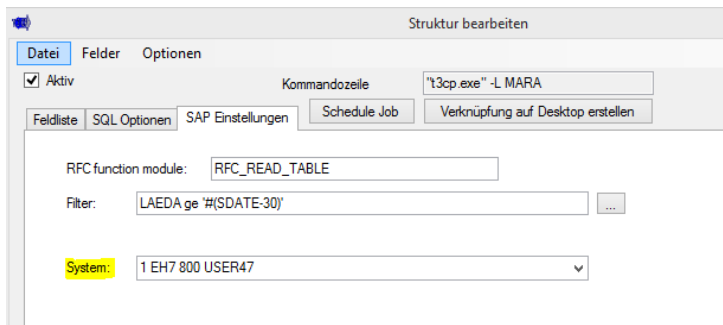 Struktur bearbeiten
Datei Felder Optionen
Aktiv Kommandozeile "t3cp.exe" -L MARA
Feldliste SQL Optionen SAP Einstellungen Schedule Job Verknüpfung auf Desktop erstellen
RFC function module: RFC_READ_TABLE
Filter: LAEDA ge '#(SDATE-30)' ...
System: 1 EH7 800 USER47